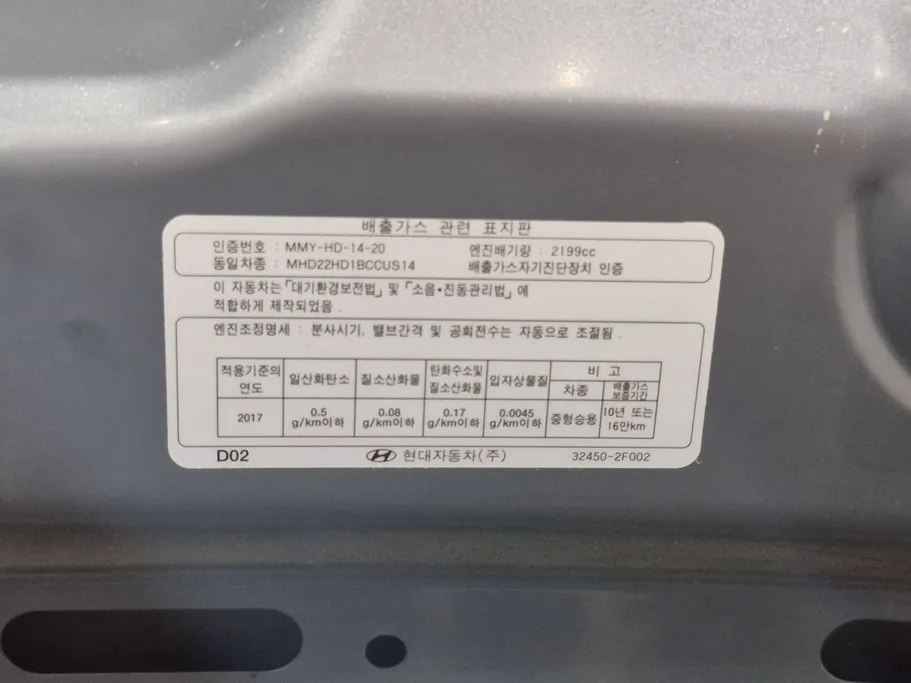 배출가스 관련 표지판
인증번호 : MMY-HD-14-20 엔진배기량 : 2199cc
동일차종 : MHD22HD1BCCUS14 배출가스자기진단장치 인증
이 자동차는「대기환경보전법」및「소음·진동관리법」에
적합하게 제작되었음 .
엔진조정명세 : 분사시기, 밸브간격 및 공회전수는 자동으로 조절됨 .
적용기준의 연도 일산화탄소 질소산화물 탄화수소및 질소산화물 입자상물질 비 고
차종 배출가스 보증기간
2017 0.5 g/km이하 0.08 g/km이하 0.17 g/km이하 0.0045 g/km이하 중형승용 10년 또는 16만km
D02 현대자동차(주) 32450-2F002